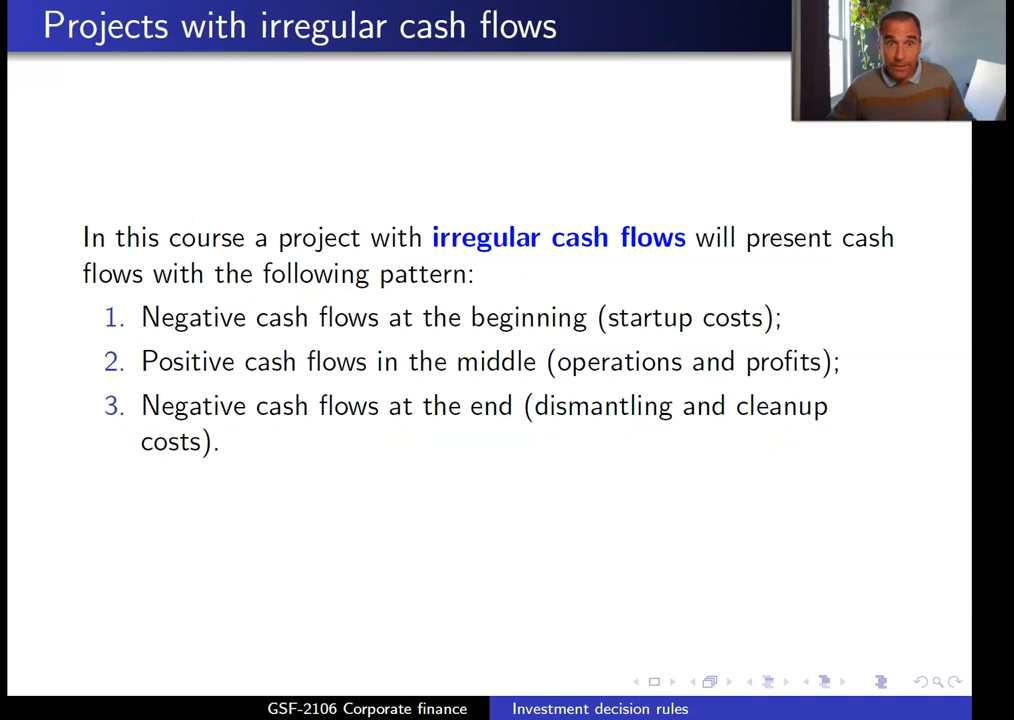 Projects with irregular cash flows
In this course a project with irregular cash flows will present cash
flows with the following pattern:
1. Negative cash flows at the beginning (startup costs);
2. Positive cash flows in the middle (operations and profits);
3. Negative cash flows at the end (dismantling and cleanup
costs).
GSF-2106 Corporate finance
Investment decision rules